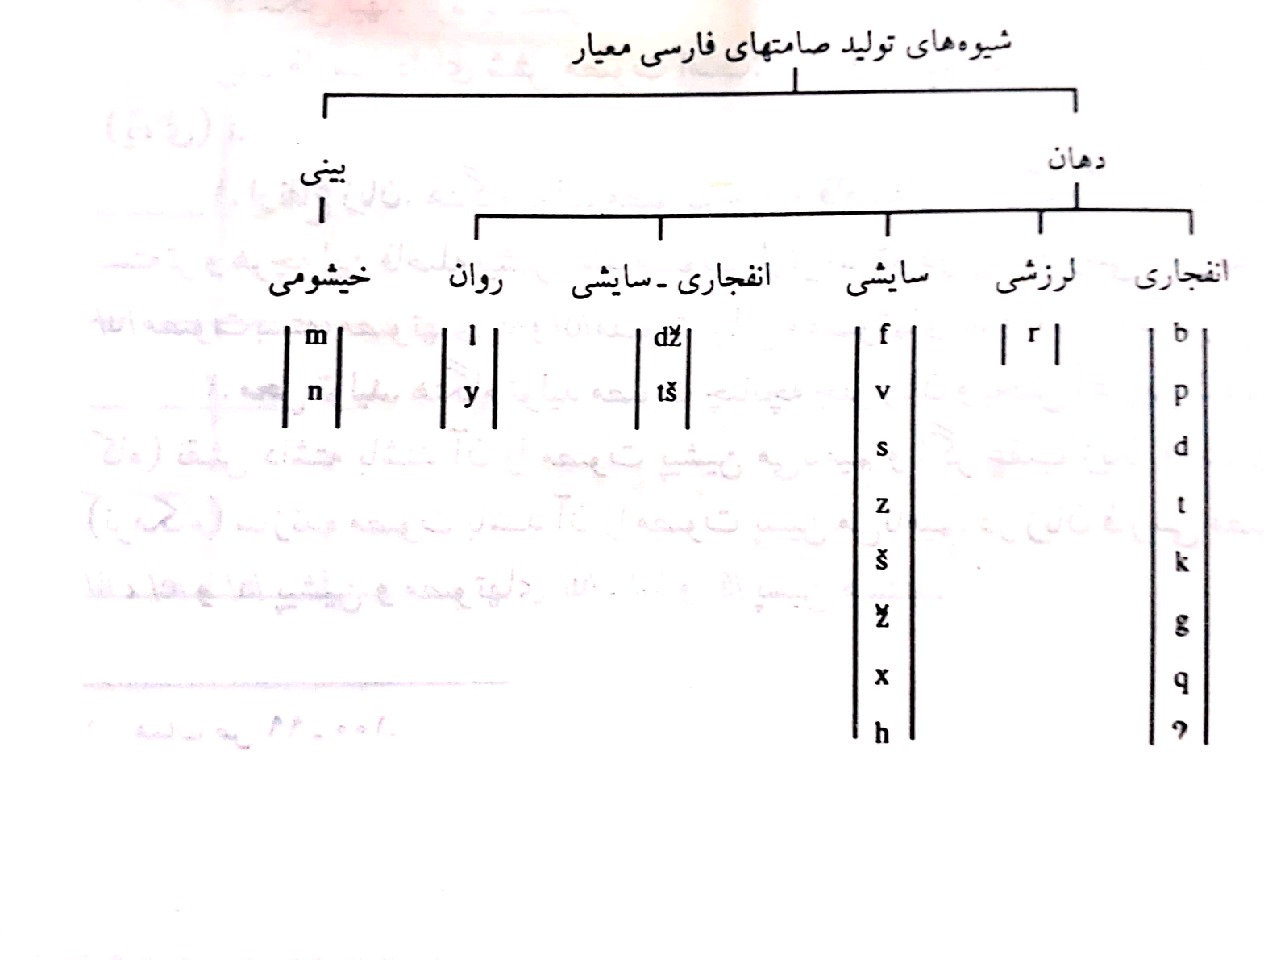 شیوه‌های تولید صامتهای فارسی معیار
دهان بینی
انفجاری لرزشی سایشی انفجاری ـ سایشی روان خیشومی
b r f dž l m
p v tš y n
d s
t z
k š
g ž
q x
ʔ h